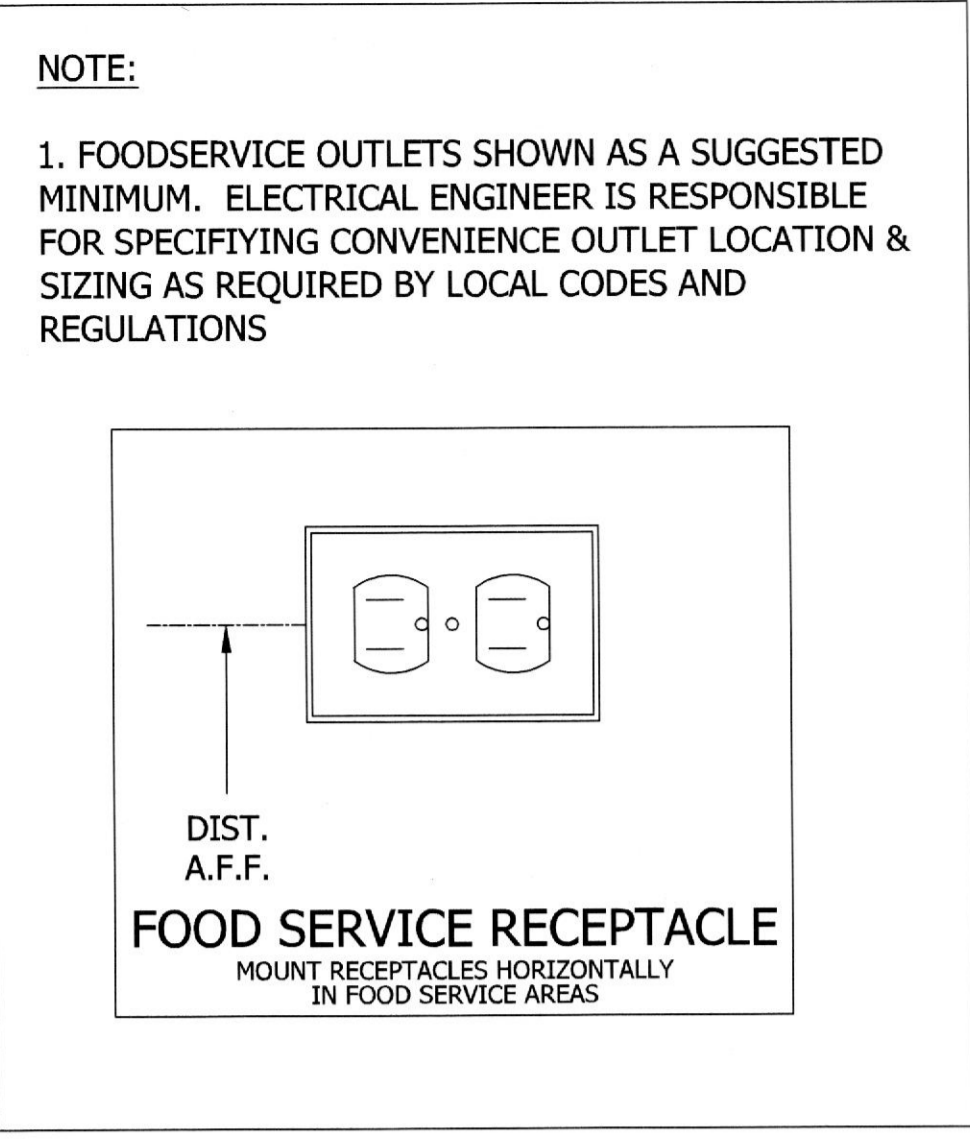 NOTE:
1. FOODSERVICE OUTLETS SHOWN AS A SUGGESTED
MINIMUM. ELECTRICAL ENGINEER IS RESPONSIBLE
FOR SPECIFIYING CONVENIENCE OUTLET LOCATION &
SIZING AS REQUIRED BY LOCAL CODES AND
REGULATIONS
DIST.
A.F.F.
FOOD SERVICE RECEPTACLE
MOUNT RECEPTACLES HORIZONTALLY
IN FOOD SERVICE AREAS